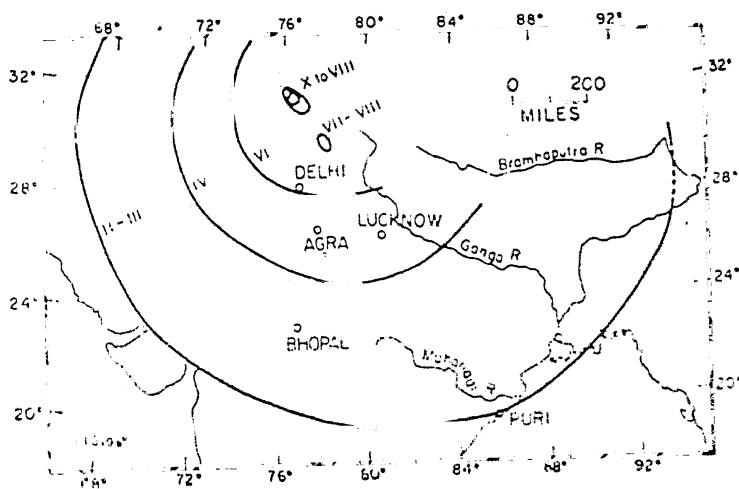 68° 72° 76° 80° 84° 88° 92°
32° 32°
X TO VIII
0 200
MILES
VII-VIII
VI
DELHI
Bramhaputra R
28° 28°
IV
II-III
LUCKNOW
AGRA
Ganga R
24° 24°
BHOPAL
R
20° 20°
PURI
18°
68° 72° 76° 80° 84° 88° 92°